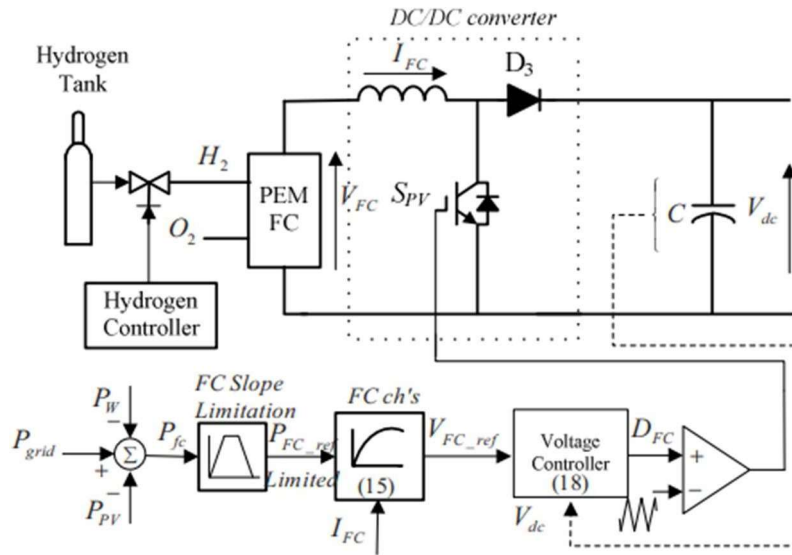 DC/DC converter
Hydrogen
Tank
I_FC
D_3
H_2
PEM
FC
V_FC
S_PV
C
V_dc
O_2
Hydrogen
Controller
FC Slope
Limitation
FC ch's
P_W
P_fc
P_FC_ref
V_FC_ref
D_FC
P_grid
−
+
Σ
−
P_PV
Limited
(15)
I_FC
Voltage
Controller
(18)
V_dc
+
−